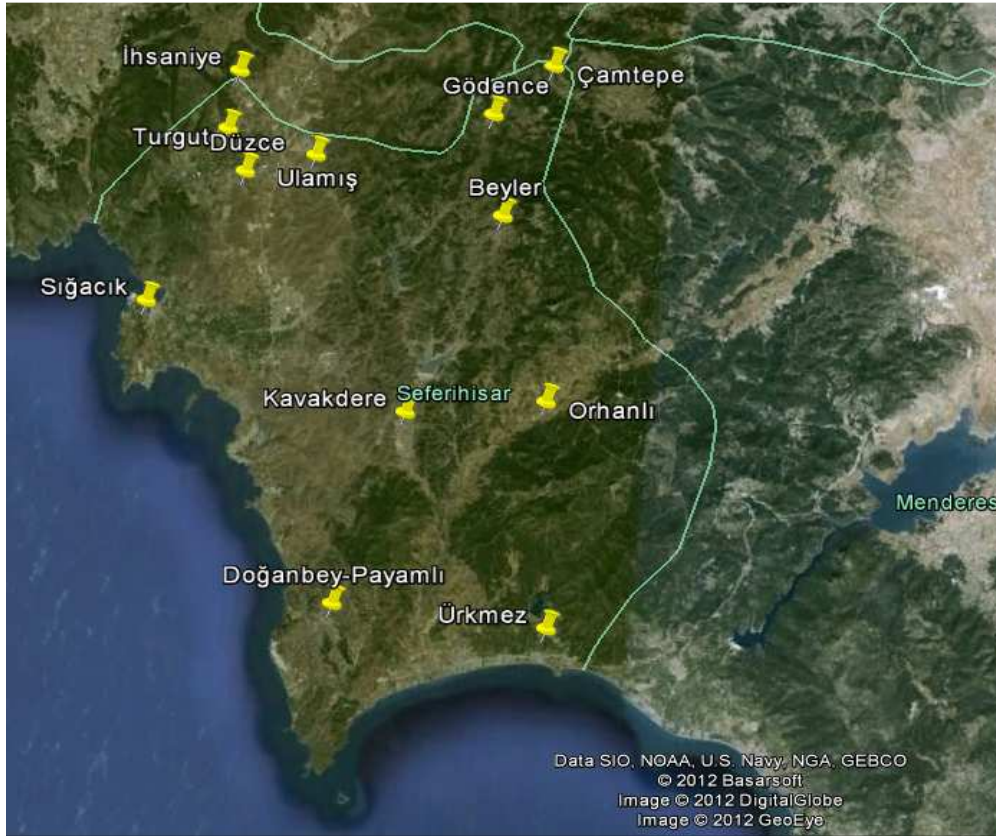 İhsaniye
Çamtepe
Gödence
Turgut
Düzce
Ulamış
Beyler
Sığacık
Kavakdere
Seferihisar
Orhanlı
Menderes
Doğanbey-Payamlı
Ürkmez
Data SIO, NOAA, U.S. Navy, NGA, GEBCO
© 2012 Basarsoft
Image © 2012 DigitalGlobe
Image © 2012 GeoEye